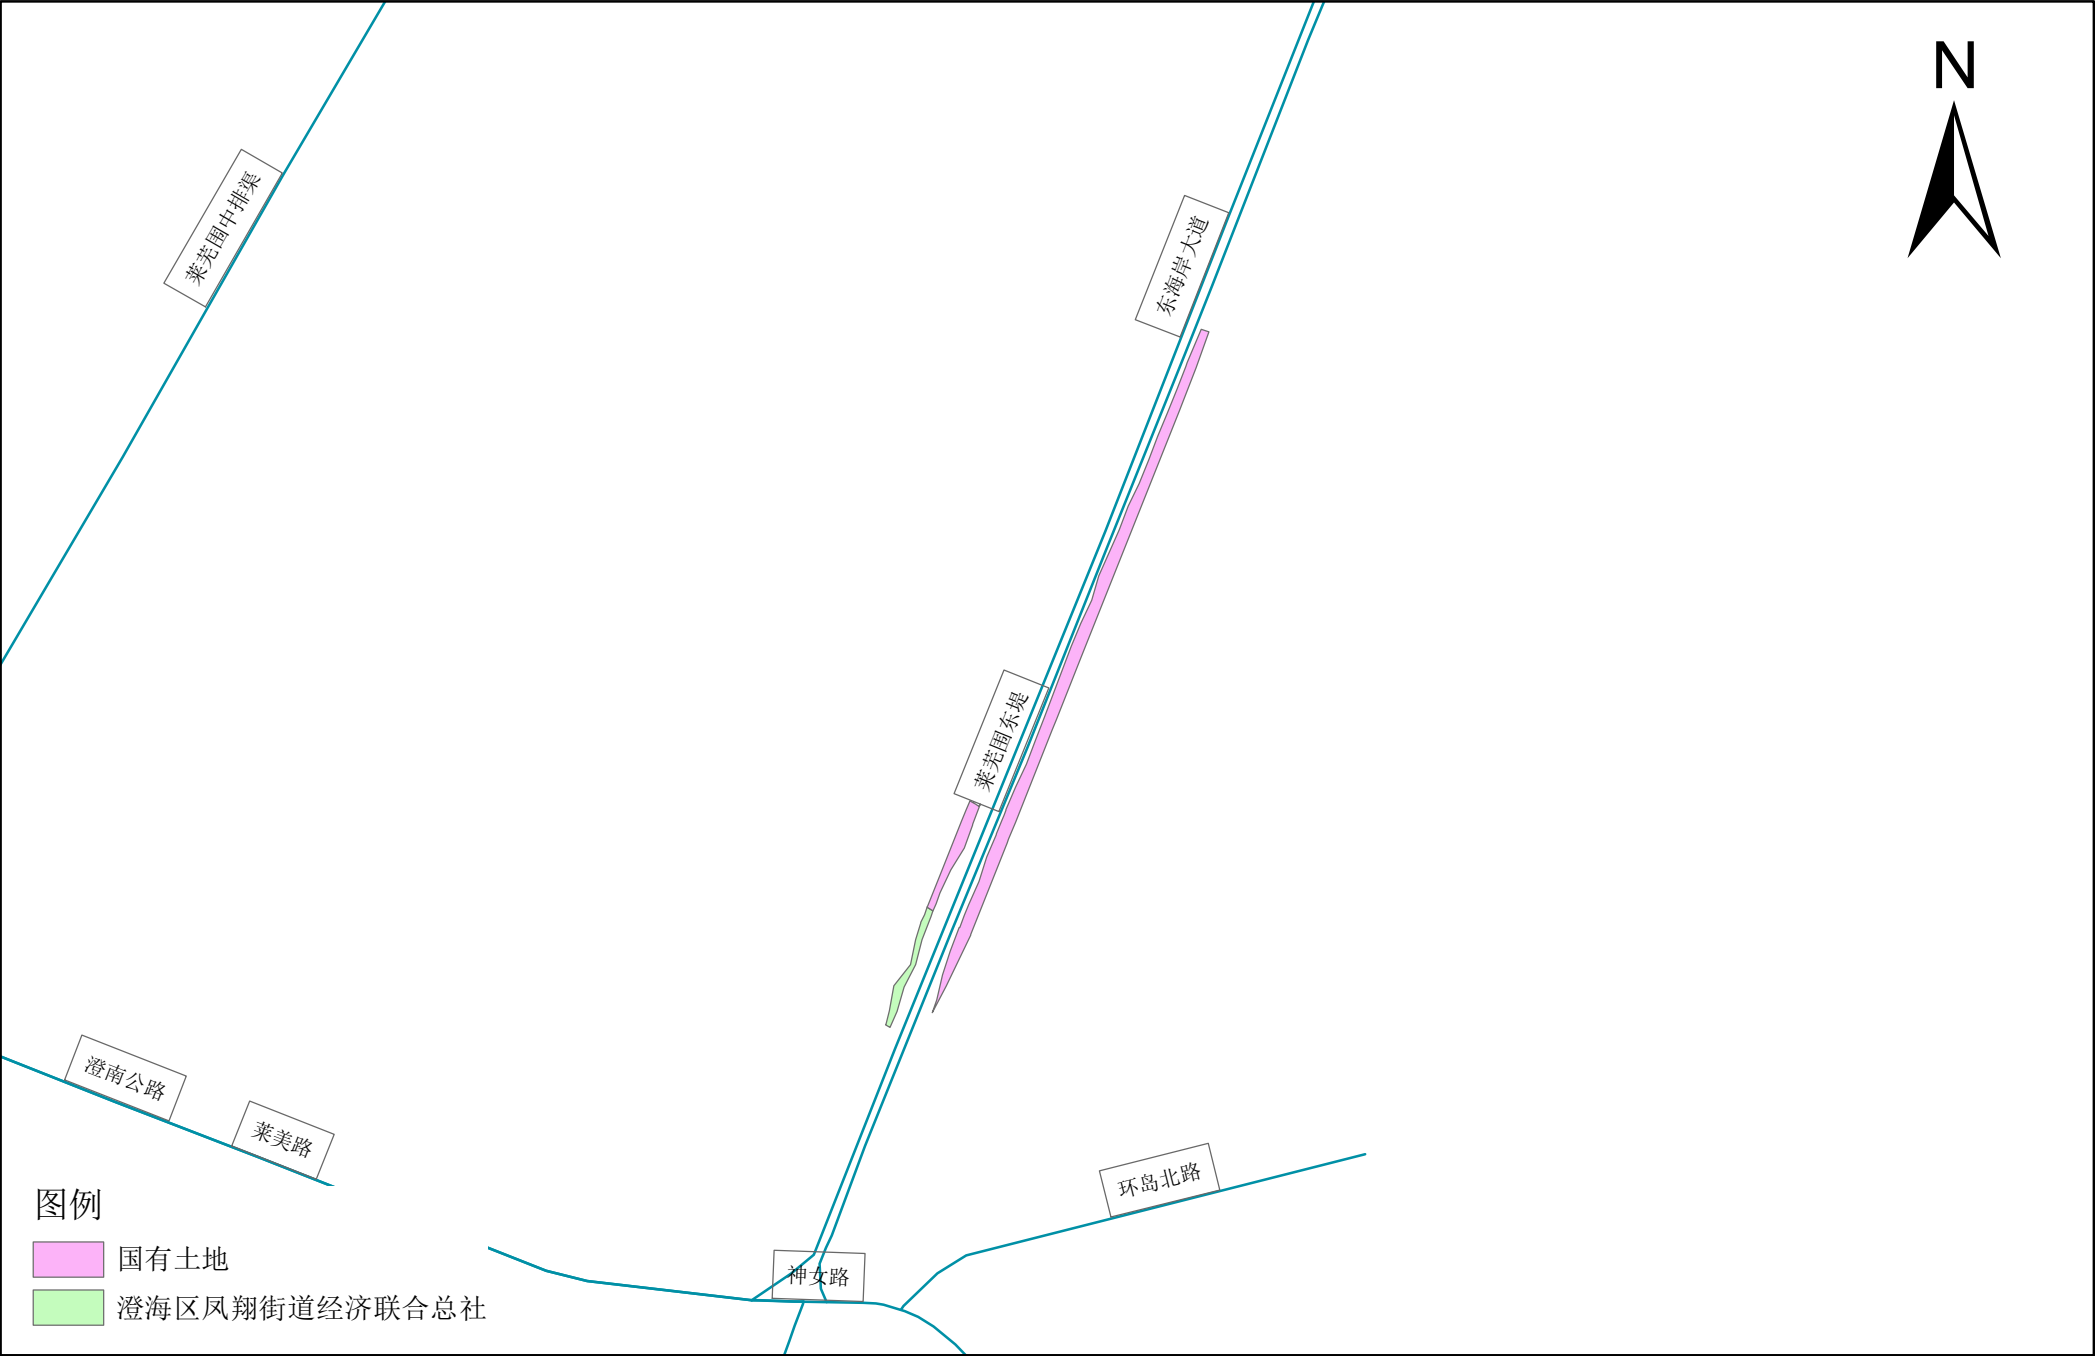 N
莱芜围中排渠
东海岸大道
莱芜围东堤
澄南公路
莱美路
环岛北路
神女路
图例
国有土地
澄海区凤翔街道经济联合总社